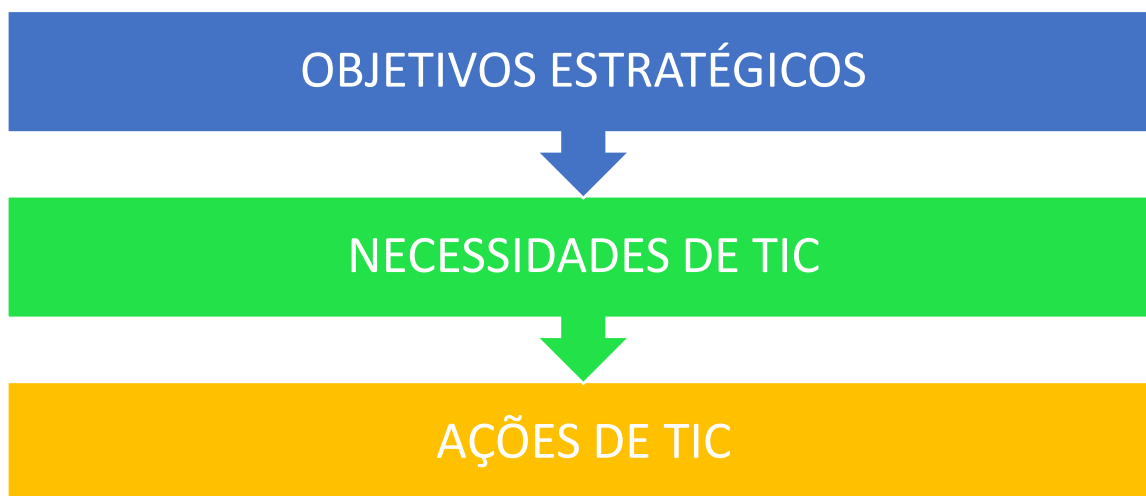 OBJETIVOS ESTRATÉGICOS
NECESSIDADES DE TIC
AÇÕES DE TIC